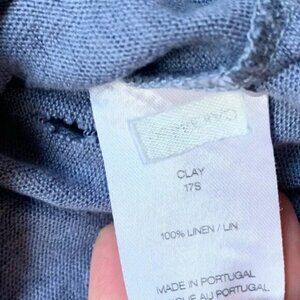 CLAY
17S
100% LINEN / LIN
MADE IN PORTUGAL
AU PORTUGAL